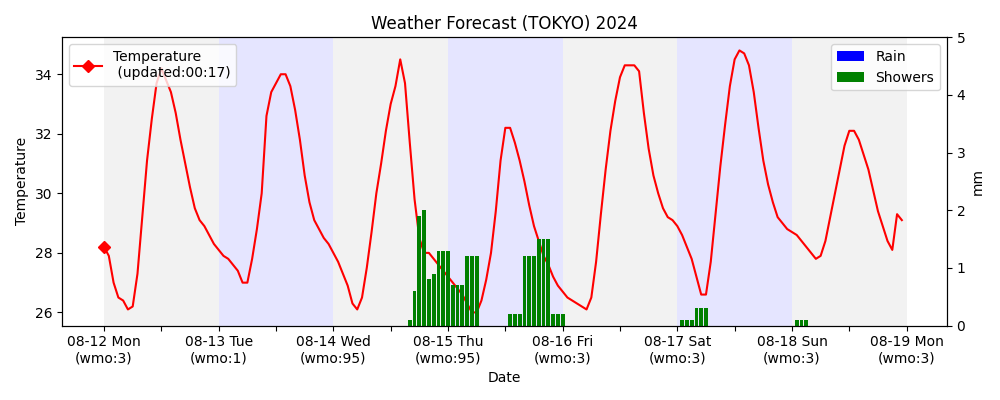 Weather Forecast (TOKYO) 2024
Temperature
(updated:00:17)
Rain
Showers
Temperature
34
32
30
28
26
5
4
3
2
1
0
mm
08-12 Mon
(wmo:3)
08-13 Tue
(wmo:1)
08-14 Wed
(wmo:95)
08-15 Thu
(wmo:95)
08-16 Fri
(wmo:3)
08-17 Sat
(wmo:3)
08-18 Sun
(wmo:3)
08-19 Mon
(wmo:3)
Date